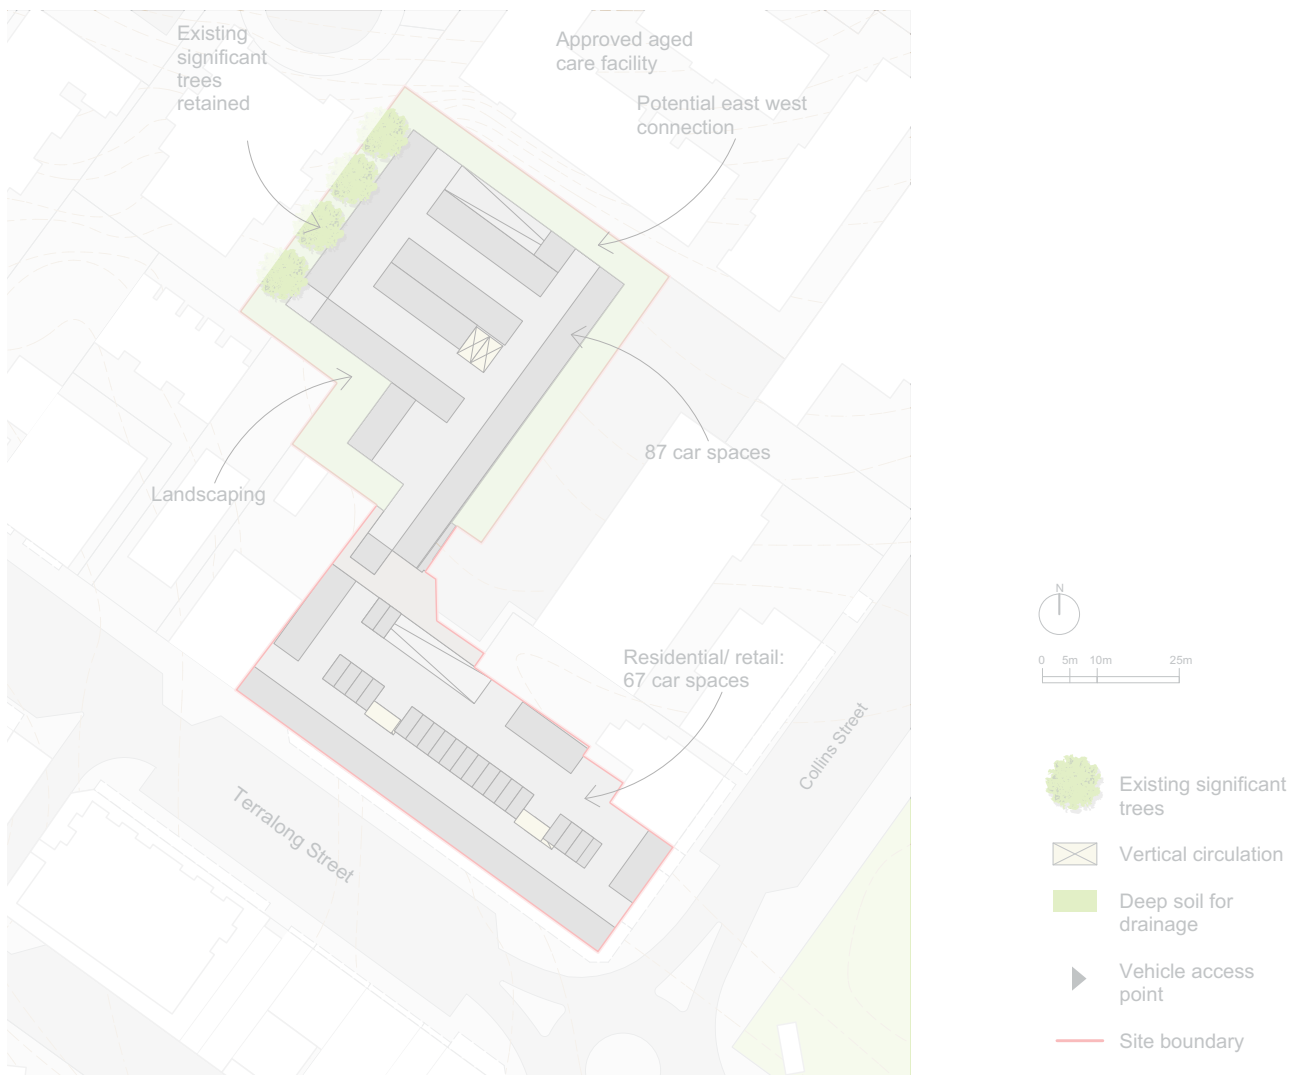 Existing
significant
trees
retained
Approved aged
care facility
Potential east west
connection
87 car spaces
Landscaping
Residential/ retail:
67 car spaces
Collins Street
Terralong Street
N
0 5m 10m 25m
Existing significant
trees
Vertical circulation
Deep soil for
drainage
Vehicle access
point
Site boundary